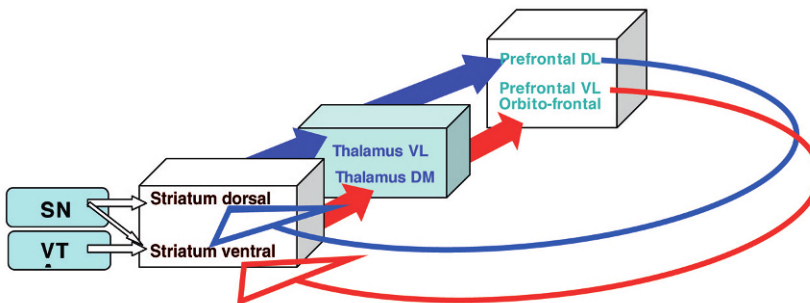 Prefrontal DL
Prefrontal VL
Orbito-frontal
Thalamus VL
Thalamus DM
Striatum dorsal
SN
Striatum ventral
VT